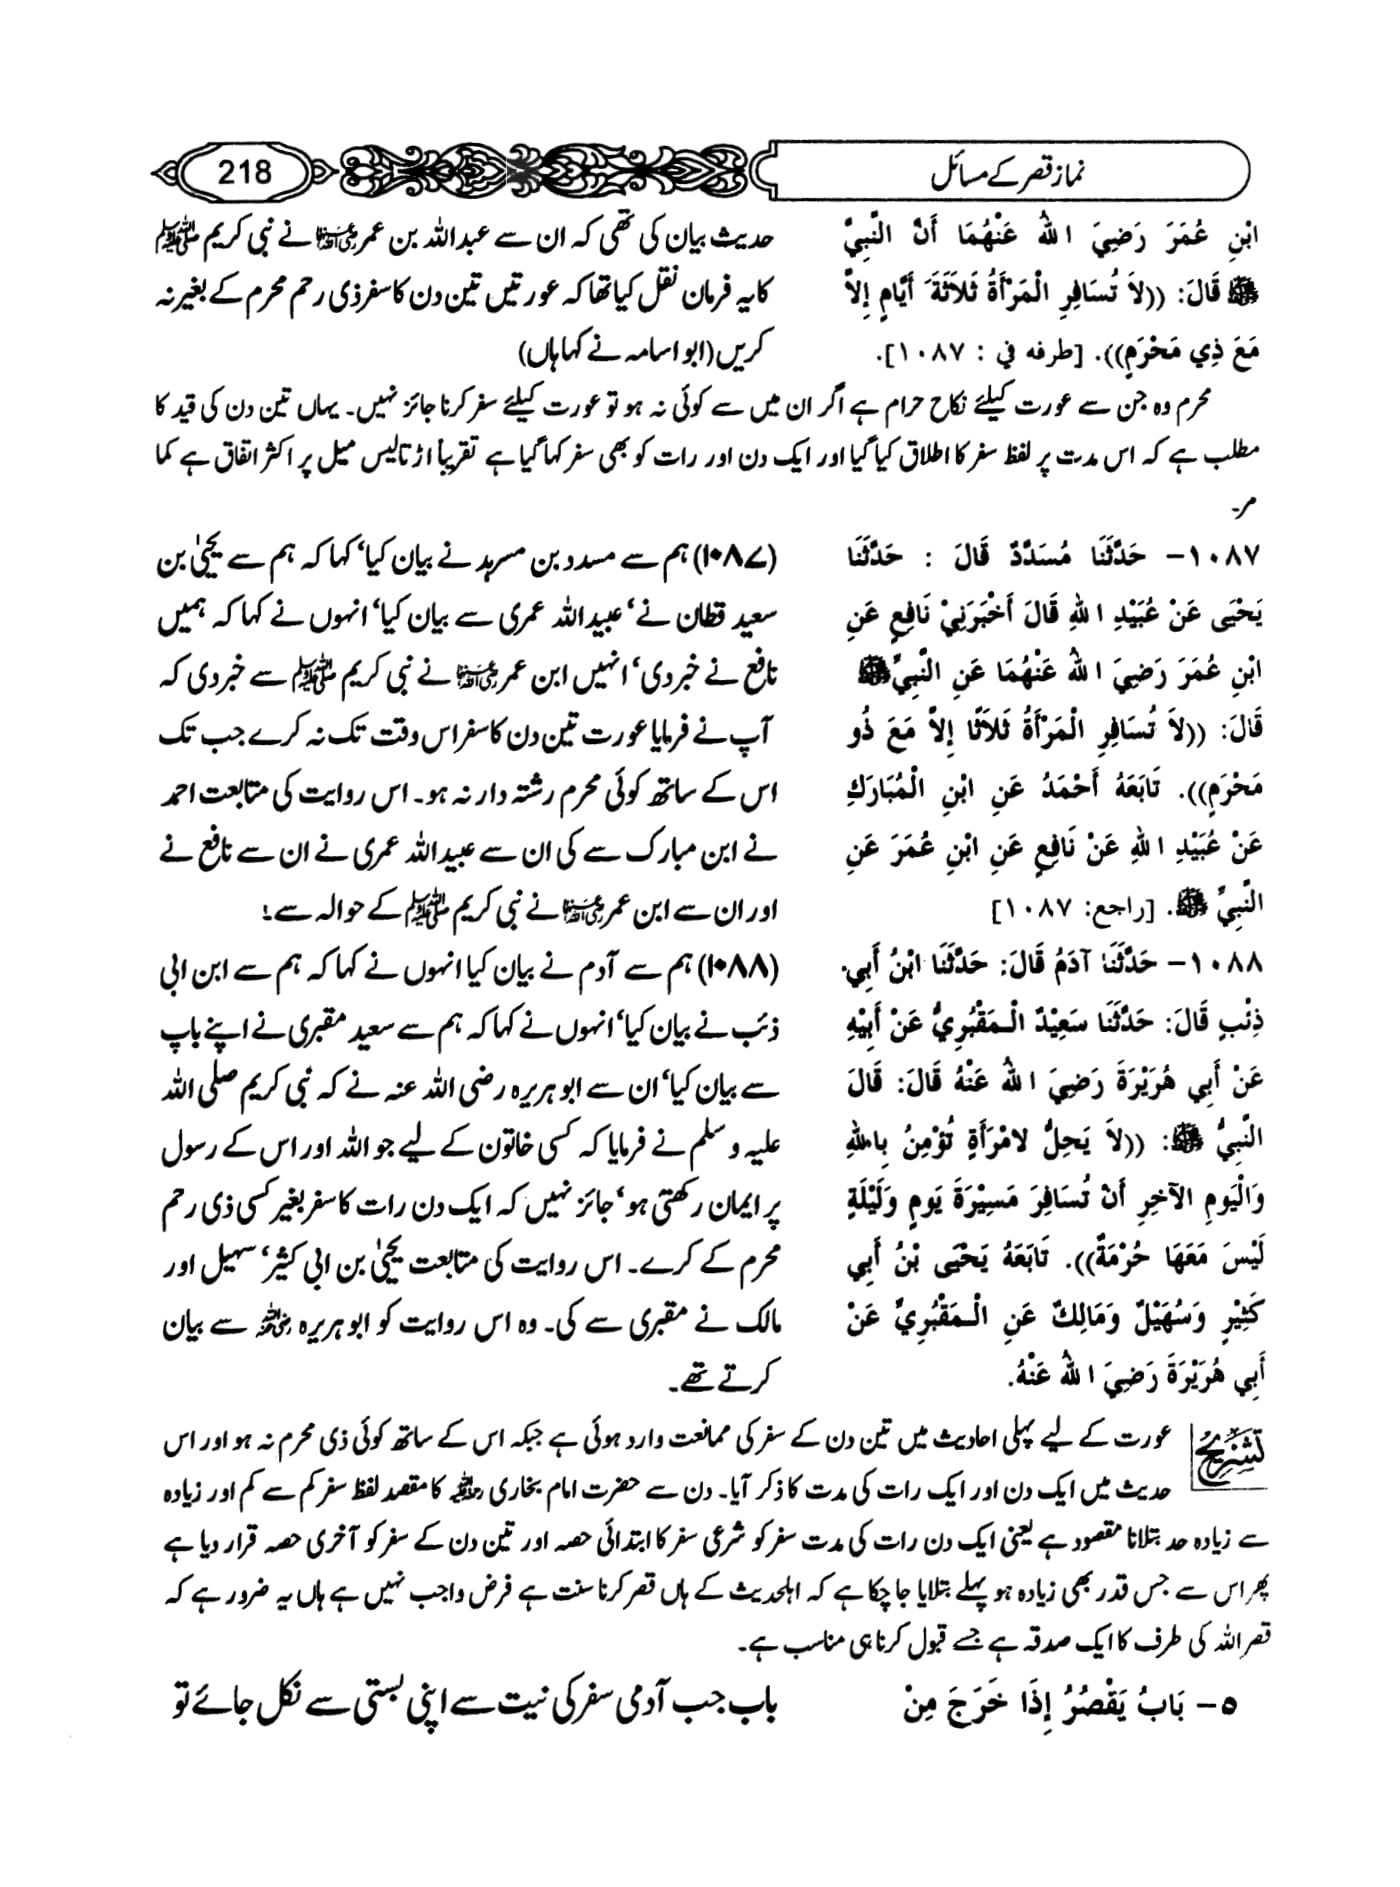 نماز قصر کے مسائل
218
ابْنِ عُمَرَ رَضِيَ اللهُ عَنْهُمَا أَنَّ النَّبِيَّ
ﷺ قَالَ: ((لاَ تُسَافِرِ الْمَرْأَةُ ثَلاَثَةَ أَيَّامٍ إِلاَّ
مَعَ ذِي مَحْرَمٍ)). [طرفه في : ١٠٨٧].
حدیث بیان کی تھی کہ ان سے عبداللہ بن عمر رضی اللہ عنہما نے نبی کریم ﷺ
کا یہ فرمان نقل کیا تھا کہ عورتیں تین دن کا سفر ذی رحم محرم کے بغیر نہ
کریں (ابو اسامہ نے کہا ہاں)
محرم وہ جن سے عورت کیلئے نکاح حرام ہے اگر ان میں سے کوئی نہ ہو تو عورت کیلئے سفر کرنا جائز نہیں۔ یہاں تین دن کی قید کا
مطلب ہے کہ اس مدت پر لفظ سفر کا اطلاق کیا گیا اور ایک دن اور رات کو بھی سفر کہا گیا ہے تقریباً اڑتالیس میل پر اکثر اتفاق ہے کما
مر۔
١٠٨٧- حَدَّثَنَا مُسَدَّدٌ قَالَ : حَدَّثَنَا
يَحْيَى عَنْ عُبَيْدِ اللهِ قَالَ أَخْبَرَنِيْ نَافِعٍ عَنِ
ابْنِ عُمَرَ رَضِيَ اللهُ عَنْهُمَا عَنِ النَّبِيِّ ﷺ
قَالَ: ((لاَ تُسَافِرِ الْمَرْأَةُ ثَلاَثًا إِلاَّ مَعَ ذُو
مَحْرَمٍ)). تَابَعَهُ أَحْمَدُ عَنِ ابْنِ الْمُبَارَكِ
عَنْ عُبَيْدِ اللهِ عَنْ نَافِعٍ عَنِ ابْنِ عُمَرَ عَنِ
النَّبِيِّ ﷺ. [راجع: ١٠٨٧]
(۱۰۸۷) ہم سے مسدد بن مسرہد نے بیان کیا‘ کہا کہ ہم سے یحییٰ بن
سعید قطان نے‘ عبیداللہ عمری سے بیان کیا‘ انہوں نے کہا کہ ہمیں
نافع نے خبر دی‘ انہیں ابن عمر رضی اللہ عنہما نے نبی کریم ﷺ سے خبر دی کہ
آپ نے فرمایا عورت تین دن کا سفر اس وقت تک نہ کرے جب تک
اس کے ساتھ کوئی محرم رشتہ دار نہ ہو۔ اس روایت کی متابعت احمد
نے ابن مبارک سے کی ان سے عبیداللہ عمری نے ان سے نافع نے
اور ان سے ابن عمر رضی اللہ عنہما نے نبی کریم ﷺ کے حوالہ سے!
١٠٨٨- حَدَّثَنَا آدَمُ قَالَ: حَدَّثَنَا ابْنُ أَبِي
ذِئْبٍ قَالَ: حَدَّثَنَا سَعِيْدٌ الْمَقْبُرِيُّ عَنْ أَبِيْهِ
عَنْ أَبِي هُرَيْرَةَ رَضِيَ اللهُ عَنْهُ قَالَ: قَالَ
النَّبِيُّ ﷺ: ((لاَ يَحِلُّ لامْرَأَةٍ تُؤْمِنُ بِاللهِ
وَالْيَومِ الآخِرِ أَنْ تُسَافِرَ مَسِيْرَةَ يَومٍ وَلَيْلَةٍ
لَيْسَ مَعَهَا حُرْمَةٌ)). تَابَعَهُ يَحْيَى بْنُ أَبِي
كَثِيْرٍ وَسُهَيْلٌ وَمَالِكٌ عَنِ الْمَقْبُرِيِّ عَنْ
أَبِي هُرَيْرَةَ رَضِيَ اللهُ عَنْهُ.
(۱۰۸۸) ہم سے آدم نے بیان کیا انہوں نے کہا کہ ہم سے ابن ابی
ذئب نے بیان کیا‘ انہوں نے کہا کہ ہم سے سعید مقبری نے اپنے باپ
سے بیان کیا‘ ان سے ابوہریرہ رضی اللہ عنہ نے کہ نبی کریم صلی اللہ
علیہ وسلم نے فرمایا کہ کسی خاتون کے لیے جو اللہ اور اس کے رسول
پر ایمان رکھتی ہو‘ جائز نہیں کہ ایک دن رات کا سفر بغیر کسی ذی رحم
محرم کے کرے۔ اس روایت کی متابعت یحییٰ بن ابی کثیر‘ سہیل اور
مالک نے مقبری سے کی۔ وہ اس روایت کو ابوہریرہ رضی اللہ عنہ سے بیان
کرتے تھے۔
تشریح
عورت کے لیے پہلی احادیث میں تین دن کے سفر کی ممانعت وارد ہوئی ہے جبکہ اس کے ساتھ کوئی ذی محرم نہ ہو اور اس
حدیث میں ایک دن اور ایک رات کی مدت کا ذکر آیا۔ دن سے حضرت امام بخاری رحمہ اللہ کا مقصد لفظ سفر کم سے کم اور زیادہ
سے زیادہ حد بتلانا مقصود ہے یعنی ایک دن رات کی مدت سفر کو شرعی سفر کا ابتدائی حصہ اور تین دن کے سفر کو آخری حصہ قرار دیا ہے
پھر اس سے جس قدر بھی زیادہ ہو پہلے بتلایا جا چکا ہے کہ اہلحدیث کے ہاں قصر کرنا سنت ہے فرض واجب نہیں ہے ہاں یہ ضرور ہے کہ
قصر اللہ کی طرف کا ایک صدقہ ہے جسے قبول کرنا ہی مناسب ہے۔
٥- بَابُ يَقْصُرُ إِذَا خَرَجَ مِنْ
باب جب آدمی سفر کی نیت سے اپنی بستی سے نکل جائے تو